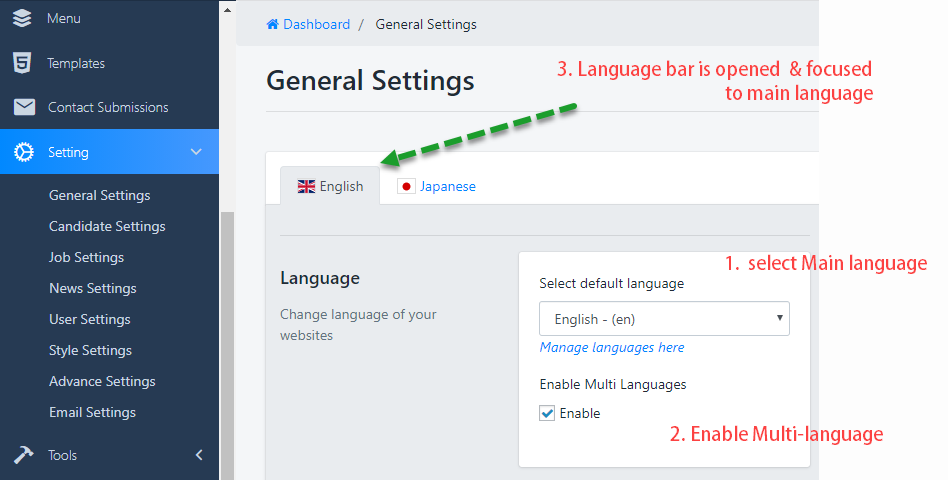 Menu
Templates
Contact Submissions
Setting
General Settings
Candidate Settings
Job Settings
News Settings
User Settings
Style Settings
Advance Settings
Email Settings
Tools
Dashboard / General Settings
General Settings
3. Language bar is opened & focused
to main language
English Japanese
Language
Change language of your
websites
1. select Main language
Select default language
English - (en)
Manage languages here
Enable Multi Languages
Enable
2. Enable Multi-language